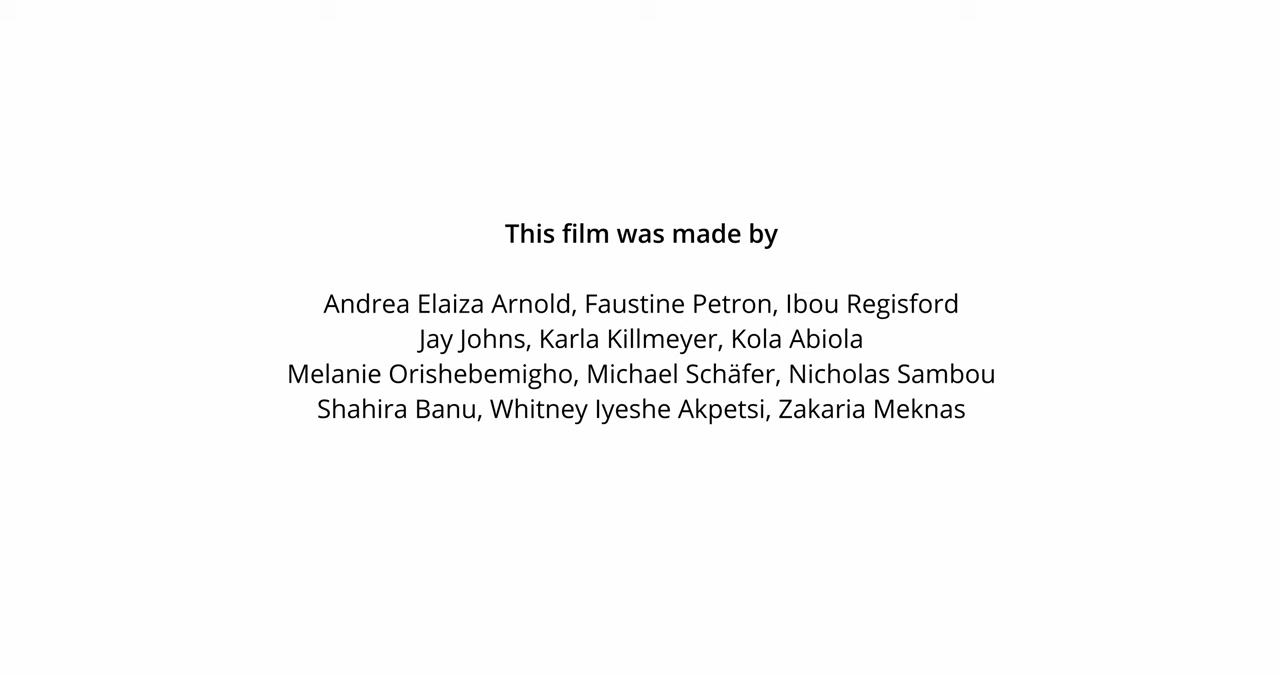 This film was made by
Andrea Elaiza Arnold, Faustine Petron, Ibou Regisford
Jay Johns, Karla Killmeyer, Kola Abiola
Melanie Orishebemigho, Michael Schäfer, Nicholas Sambou
Shahira Banu, Whitney Iyeshe Akpetsi, Zakaria Meknas